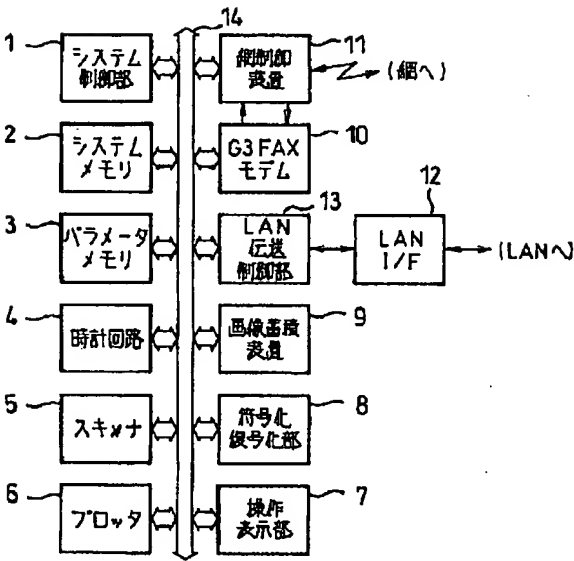 14
1
システム
制御部
2
システム
メモリ
3
パラメータ
メモリ
4
時計回路
5
スキャナ
6
プロッタ
11
網制御
装置
(網へ)
10
G3 FAX
モデム
13
LAN
伝送
制御部
12
LAN
I/F
(LANへ)
9
画像蓄積
装置
8
符号化
復号化部
7
操作
表示部